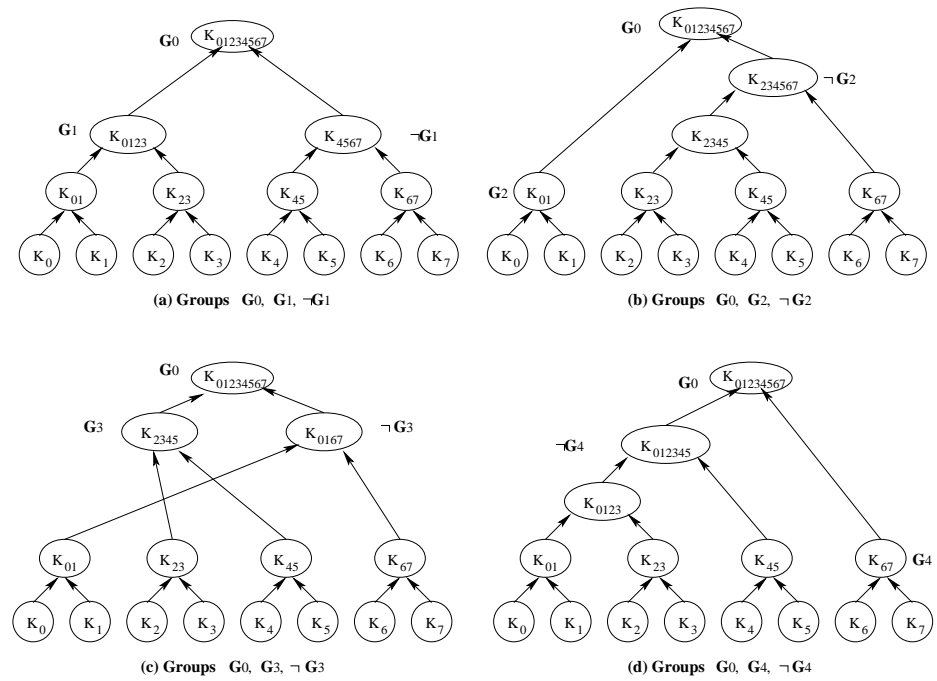 G0 K01234567
G1 K0123 K4567 ¬G1
K01 K23 K45 K67
K0 K1 K2 K3 K4 K5 K6 K7
(a) Groups G0, G1, ¬G1
G0 K01234567
K234567 ¬G2
K2345
G2 K01 K23 K45 K67
K0 K1 K2 K3 K4 K5 K6 K7
(b) Groups G0, G2, ¬G2
G0 K01234567
G3 K2345 K0167 ¬G3
K01 K23 K45 K67
K0 K1 K2 K3 K4 K5 K6 K7
(c) Groups G0, G3, ¬G3
G0 K01234567
¬G4 K012345
K0123
K01 K23 K45 K67 G4
K0 K1 K2 K3 K4 K5 K6 K7
(d) Groups G0, G4, ¬G4